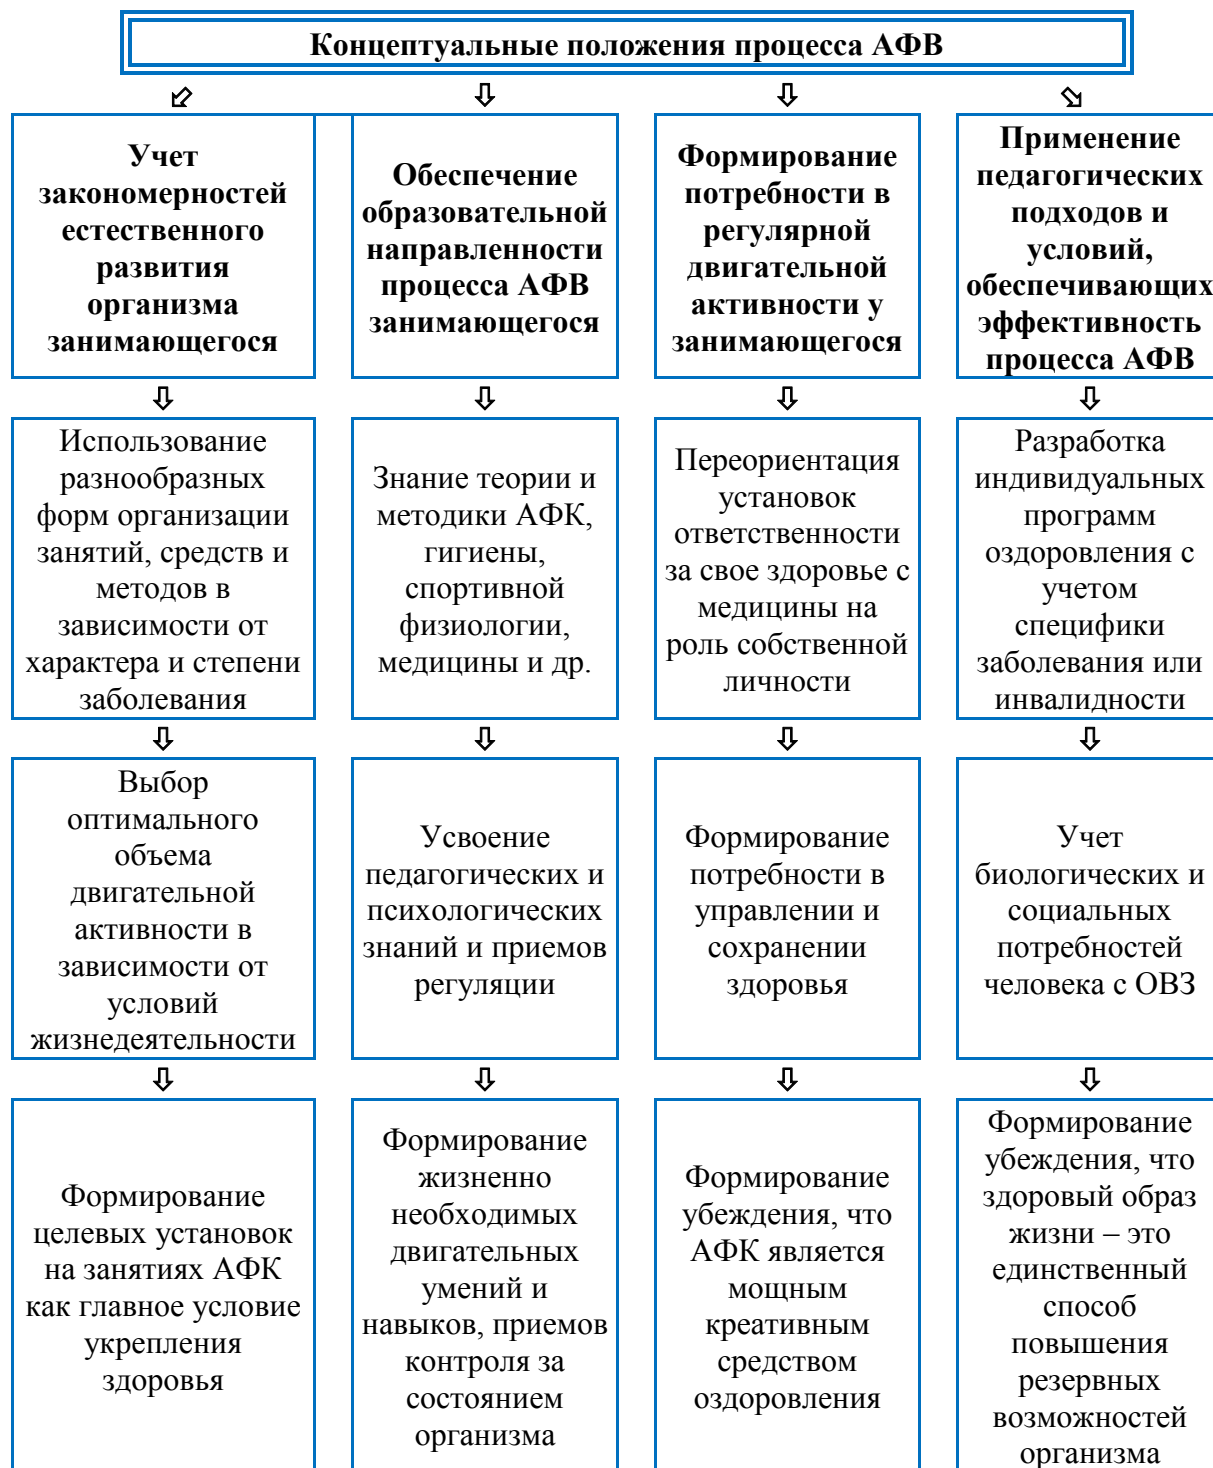 Концептуальные положения процесса АФВ
Учет
закономерностей
естественного
развития
организма
занимающегося
Обеспечение
образовательной
направленности
процесса АФВ
занимающегося
Формирование
потребности в
регулярной
двигательной
активности у
занимающегося
Применение
педагогических
подходов и
условий,
обеспечивающих
эффективность
процесса АФВ
Использование
разнообразных
форм организации
занятий, средств и
методов в
зависимости от
характера и степени
заболевания
Знание теории и
методики АФК,
гигиены,
спортивной
физиологии,
медицины и др.
Переориентация
установок
ответственности
за свое здоровье с
медицины на
роль собственной
личности
Разработка
индивидуальных
программ
оздоровления с
учетом
специфики
заболевания или
инвалидности
Выбор
оптимального
объема
двигательной
активности в
зависимости от
условий
жизнедеятельности
Усвоение
педагогических и
психологических
знаний и приемов
регуляции
Формирование
потребности в
управлении и
сохранении
здоровья
Учет
биологических и
социальных
потребностей
человека с ОВЗ
Формирование
целевых установок
на занятиях АФК
как главное условие
укрепления
здоровья
Формирование
жизненно
необходимых
двигательных
умений и
навыков, приемов
контроля за
состоянием
организма
Формирование
убеждения, что
АФК является
мощным
креативным
средством
оздоровления
Формирование
убеждения, что
здоровый образ
жизни – это
единственный
способ
повышения
резервных
возможностей
организма